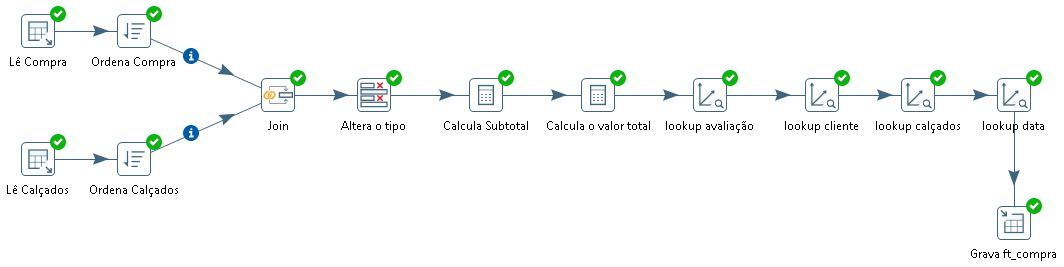 Lê Compra
Ordena Compra
Join
Altera o tipo
Calcula Subtotal
Calcula o valor total
lookup avaliação
lookup cliente
lookup calçados
lookup data
Lê Calçados
Ordena Calçados
Grava ft_compra